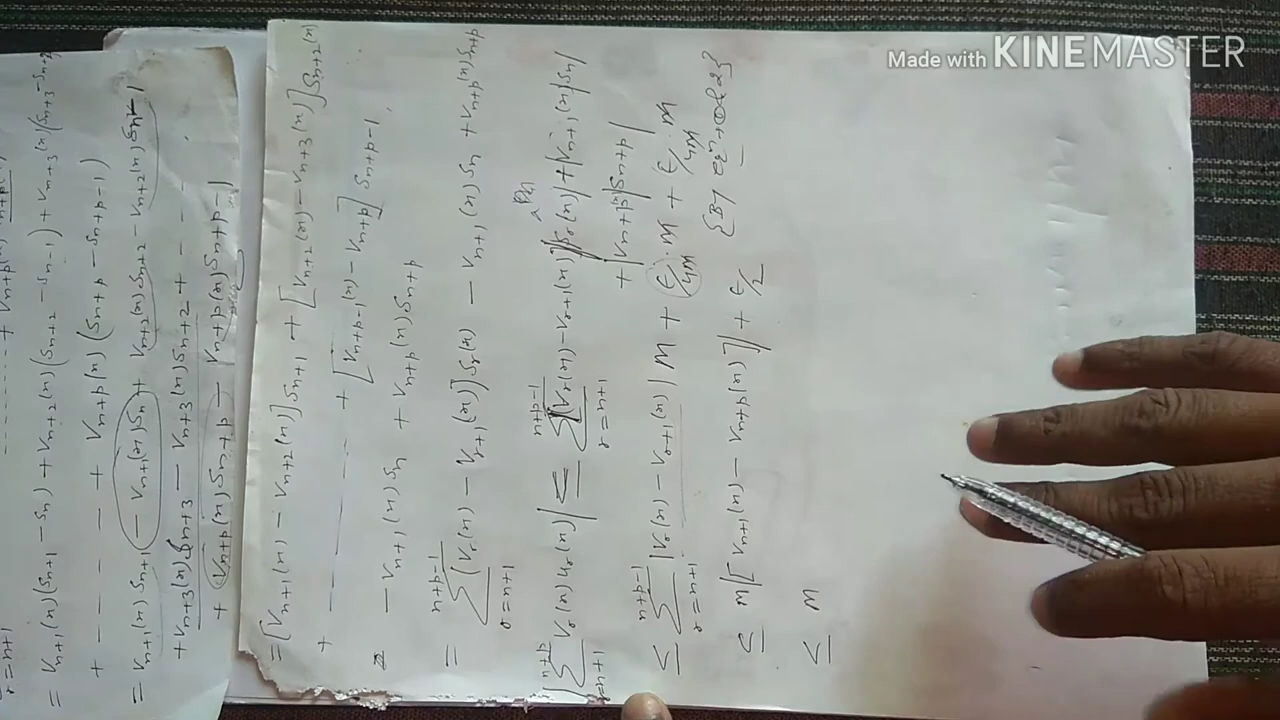 Made with KINEMASTER
r=n+1
= v_{n+1}(x)(s_{n+1} - s_n) + v_{n+2}(x)(s_{n+2} - s_{n-1}) + v_{n+3}(x)(s_{n+3} - s_{n+2}
+ - - - - + v_{n+p}(x)(s_{n+p} - s_{n+p-1})
= v_{n+1}(x) s_{n+1} - v_{n+1}(x) s_n + v_{n+2}(x) s_{n+2} - v_{n+2}(x) s_{n+1}
+ v_{n+3}(x) s_{n+3} - v_{n+3}(x) s_{n+2} + - - -
+ v_{n+p}(x) s_{n+p} - v_{n+p}(x) s_{n+p-1}
= [v_{n+1}(x) - v_{n+2}(x)] s_{n+1} + [v_{n+2}(x) - v_{n+3}(x)] s_{n+2}(x)
+ - - - - + [v_{n+p-1}(x) - v_{n+p}] s_{n+p-1},
- v_{n+1}(x) s_n + v_{n+p}(x) s_{n+p}
= \sum_{r=n+1}^{n+p-1} (v_r(x) - v_{r+1}(x)] s_r(x) - v_{n+1}(x) s_n + v_{n+p}(x) s_{n+p}
|\sum_{r=n+1}^{n+p} v_r(x) u_r(x)| ≤ \sum_{r=n+1}^{n+p-1} |v_r(x) - v_{r+1}(x)| |s_r(x)| + |v_{n+1}(x)| |s_n|
+ |v_{n+p}(x)| |s_{n+p}|
≤ \sum_{r=n+1}^{n+p-1} |v_r(x) - v_{r+1}(x)| M + M · ε/4M + M · ε/4M
≤ M |[v_{n+1}(x) - v_{n+p}(x)]| + ε/2
≤ M